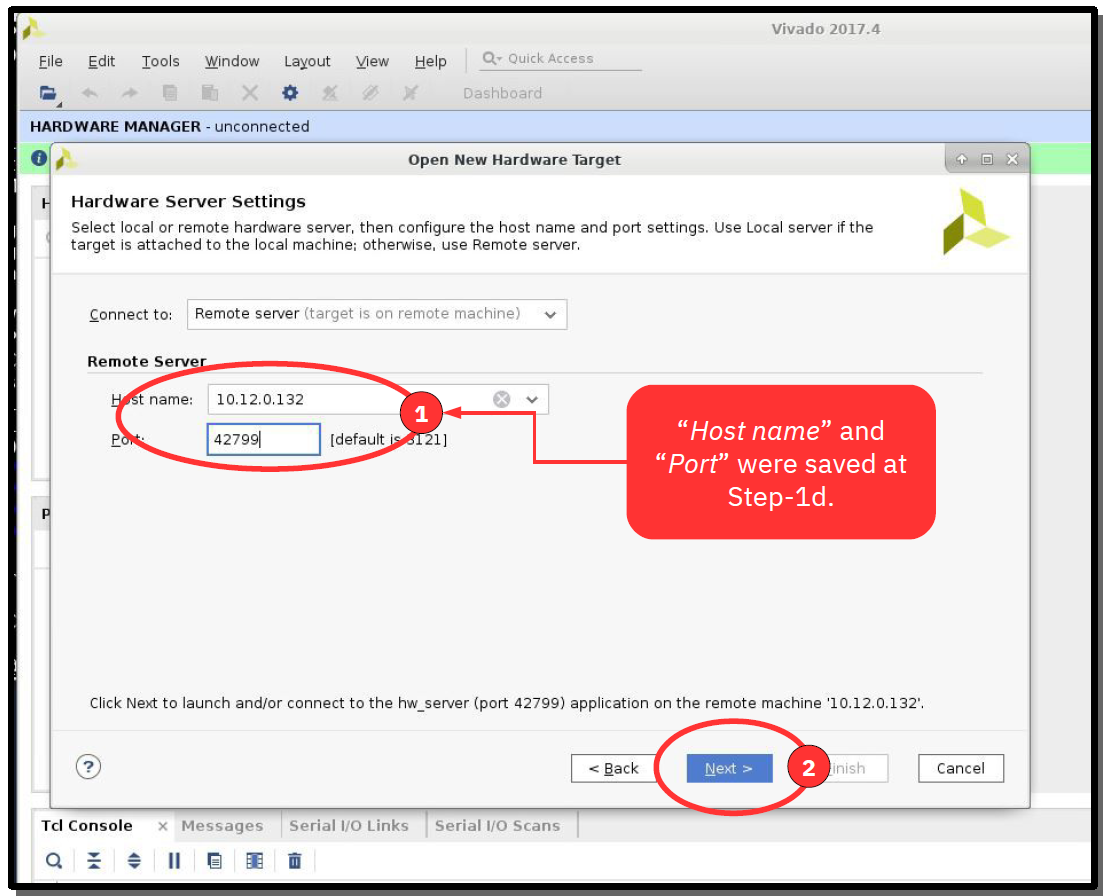 Vivado 2017.4
File Edit Tools Window Layout View Help Quick Access
Dashboard
HARDWARE MANAGER - unconnected
Open New Hardware Target
Hardware Server Settings
Select local or remote hardware server, then configure the host name and port settings. Use Local server if the
target is attached to the local machine; otherwise, use Remote server.
Connect to: Remote server (target is on remote machine)
Remote Server
Host name: 10.12.0.132
1
Port: 42799 [default is 3121]
“Host name” and
“Port” were saved at
Step-1d.
Click Next to launch and/or connect to the hw_server (port 42799) application on the remote machine '10.12.0.132'.
? < Back Next > 2 inish Cancel
Tcl Console × Messages Serial I/O Links Serial I/O Scans